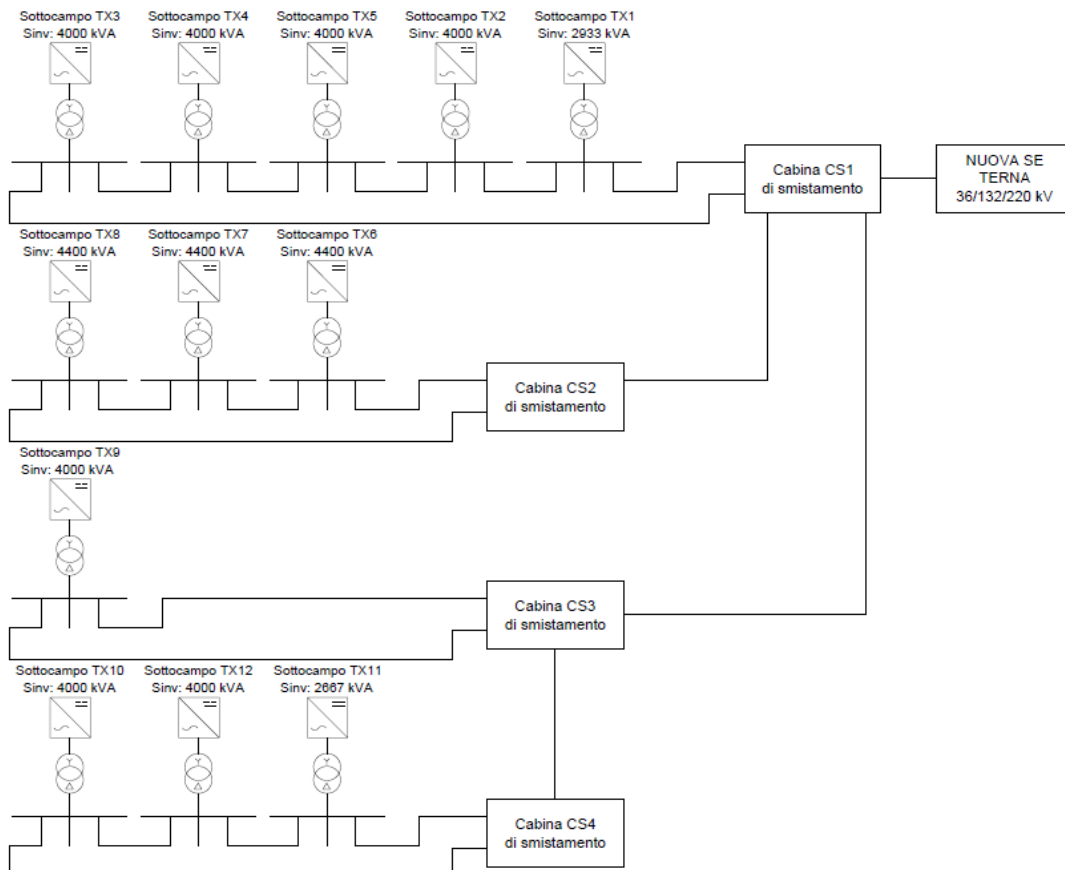 Sottocampo TX3
Sinv: 4000 kVA
Sottocampo TX4
Sinv: 4000 kVA
Sottocampo TX5
Sinv: 4000 kVA
Sottocampo TX2
Sinv: 4000 kVA
Sottocampo TX1
Sinv: 2933 kVA
Cabina CS1
di smistamento
NUOVA SE
TERNA
36/132/220 kV
Sottocampo TX8
Sinv: 4400 kVA
Sottocampo TX7
Sinv: 4400 kVA
Sottocampo TX6
Sinv: 4400 kVA
Cabina CS2
di smistamento
Sottocampo TX9
Sinv: 4000 kVA
Cabina CS3
di smistamento
Sottocampo TX10
Sinv: 4000 kVA
Sottocampo TX12
Sinv: 4000 kVA
Sottocampo TX11
Sinv: 2667 kVA
Cabina CS4
di smistamento